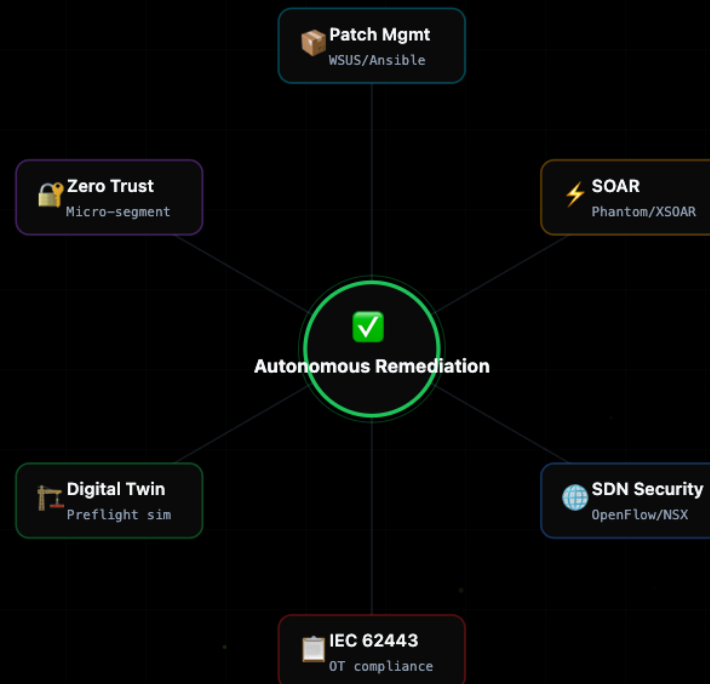 Patch Mgmt
WSUS/Ansible
Zero Trust
Micro-segment
SOAR
Phantom/XSOAR
Autonomous Remediation
Digital Twin
Preflight sim
SDN Security
OpenFlow/NSX
IEC 62443
OT compliance